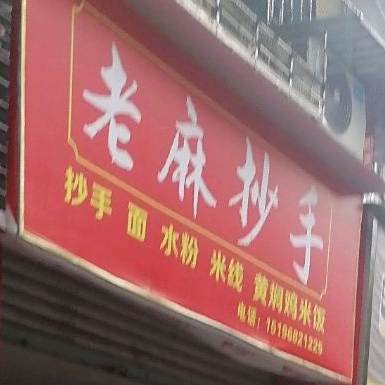 老麻抄手
抄手 面 水粉 米线 黄焖鸡米饭
电话：15196821229